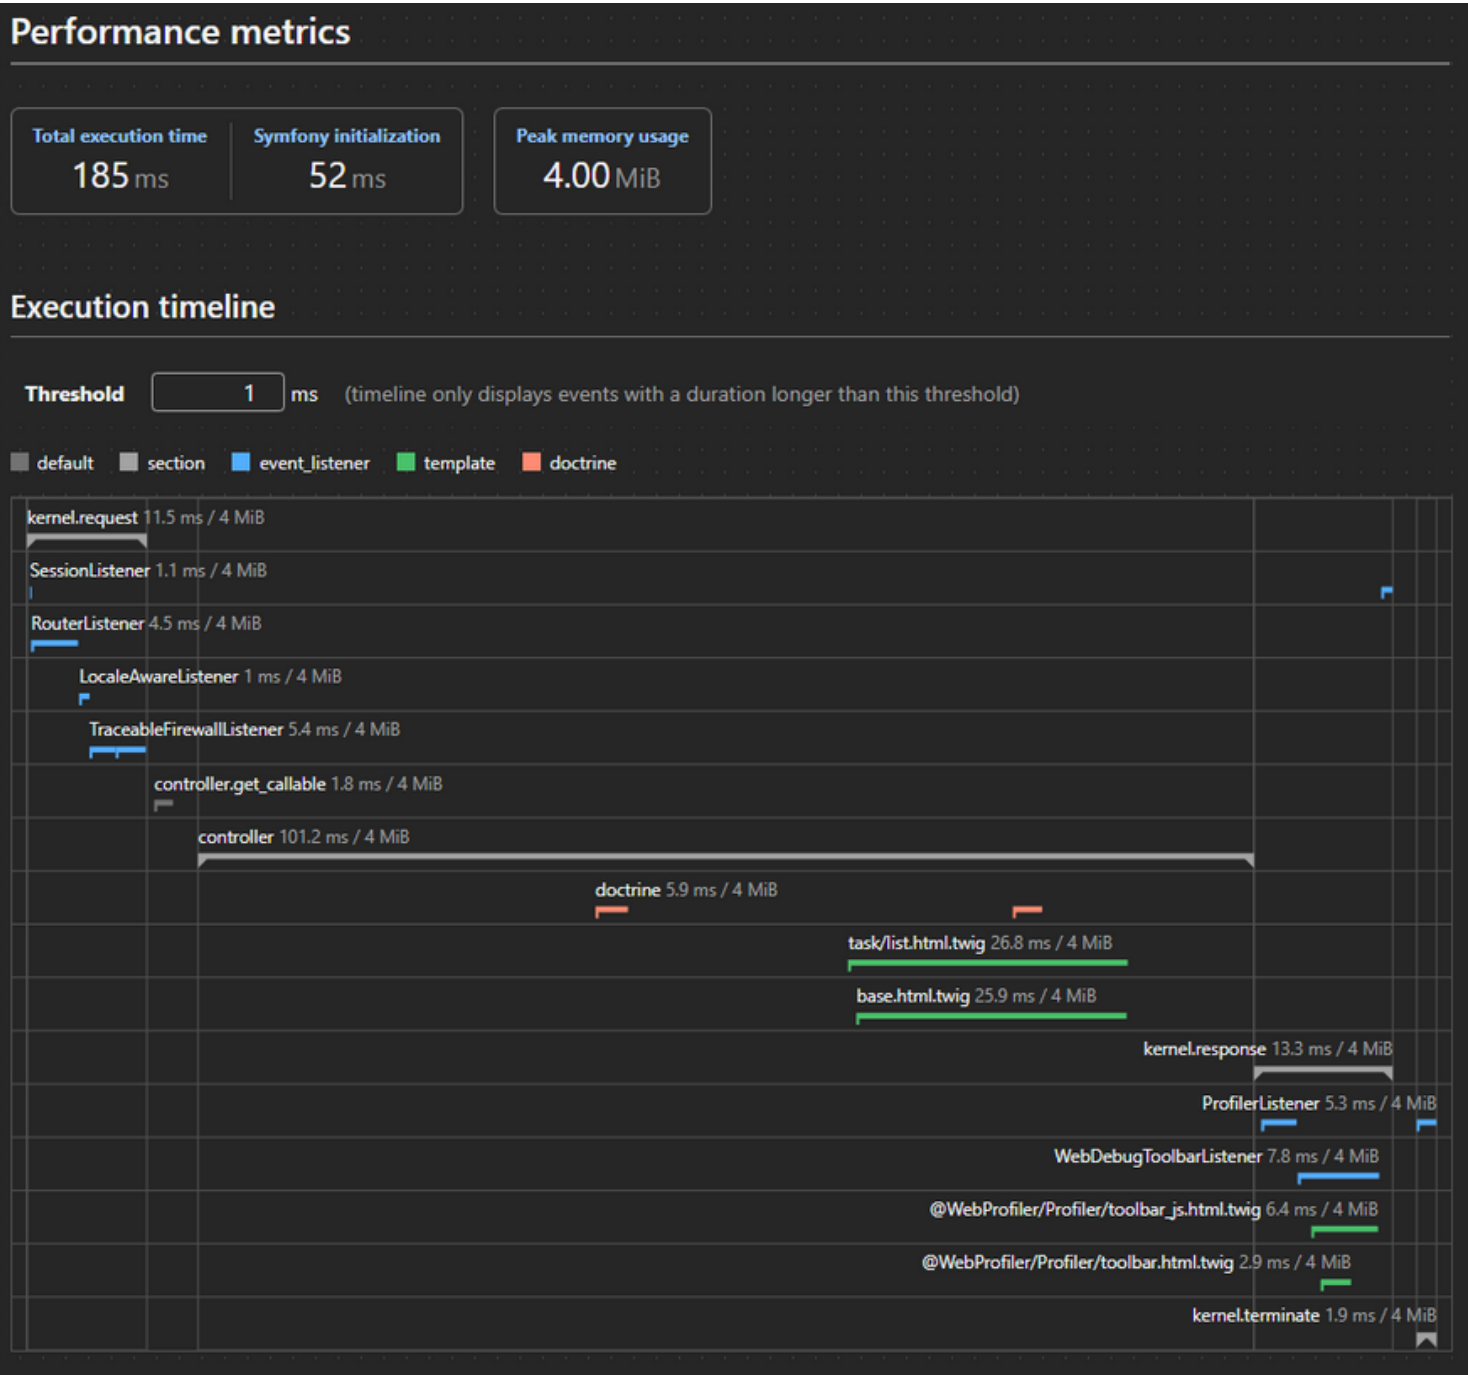 Performance metrics
Total execution time Symfony initialization Peak memory usage
185 ms 52 ms 4.00 MiB
Execution timeline
Threshold 1 ms (timeline only displays events with a duration longer than this threshold)
default section event_listener template doctrine
kernel.request 11.5 ms / 4 MiB
SessionListener 1.1 ms / 4 MiB
RouterListener 4.5 ms / 4 MiB
LocaleAwareListener 1 ms / 4 MiB
TraceableFirewallListener 5.4 ms / 4 MiB
controller.get_callable 1.8 ms / 4 MiB
controller 101.2 ms / 4 MiB
doctrine 5.9 ms / 4 MiB
task/list.html.twig 26.8 ms / 4 MiB
base.html.twig 25.9 ms / 4 MiB
kernel.response 13.3 ms / 4 MiB
ProfilerListener 5.3 ms / 4 MiB
WebDebugToolbarListener 7.8 ms / 4 MiB
@WebProfiler/Profiler/toolbar_js.html.twig 6.4 ms / 4 MiB
@WebProfiler/Profiler/toolbar.html.twig 2.9 ms / 4 MiB
kernel.terminate 1.9 ms / 4 MiB